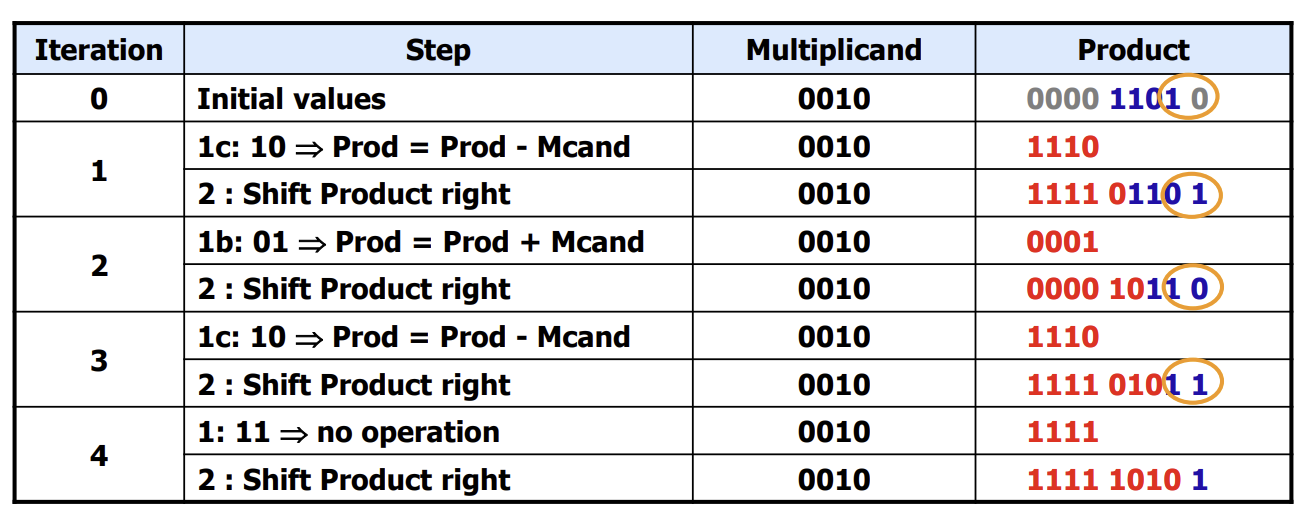 Iteration Step Multiplicand Product
0 Initial values 0010 0000 1101 0
1 1c: 10 ⇒ Prod = Prod - Mcand 0010 1110
2 : Shift Product right 0010 1111 0110 1
2 1b: 01 ⇒ Prod = Prod + Mcand 0010 0001
2 : Shift Product right 0010 0000 1011 0
3 1c: 10 ⇒ Prod = Prod - Mcand 0010 1110
2 : Shift Product right 0010 1111 0101 1
4 1: 11 ⇒ no operation 0010 1111
2 : Shift Product right 0010 1111 1010 1